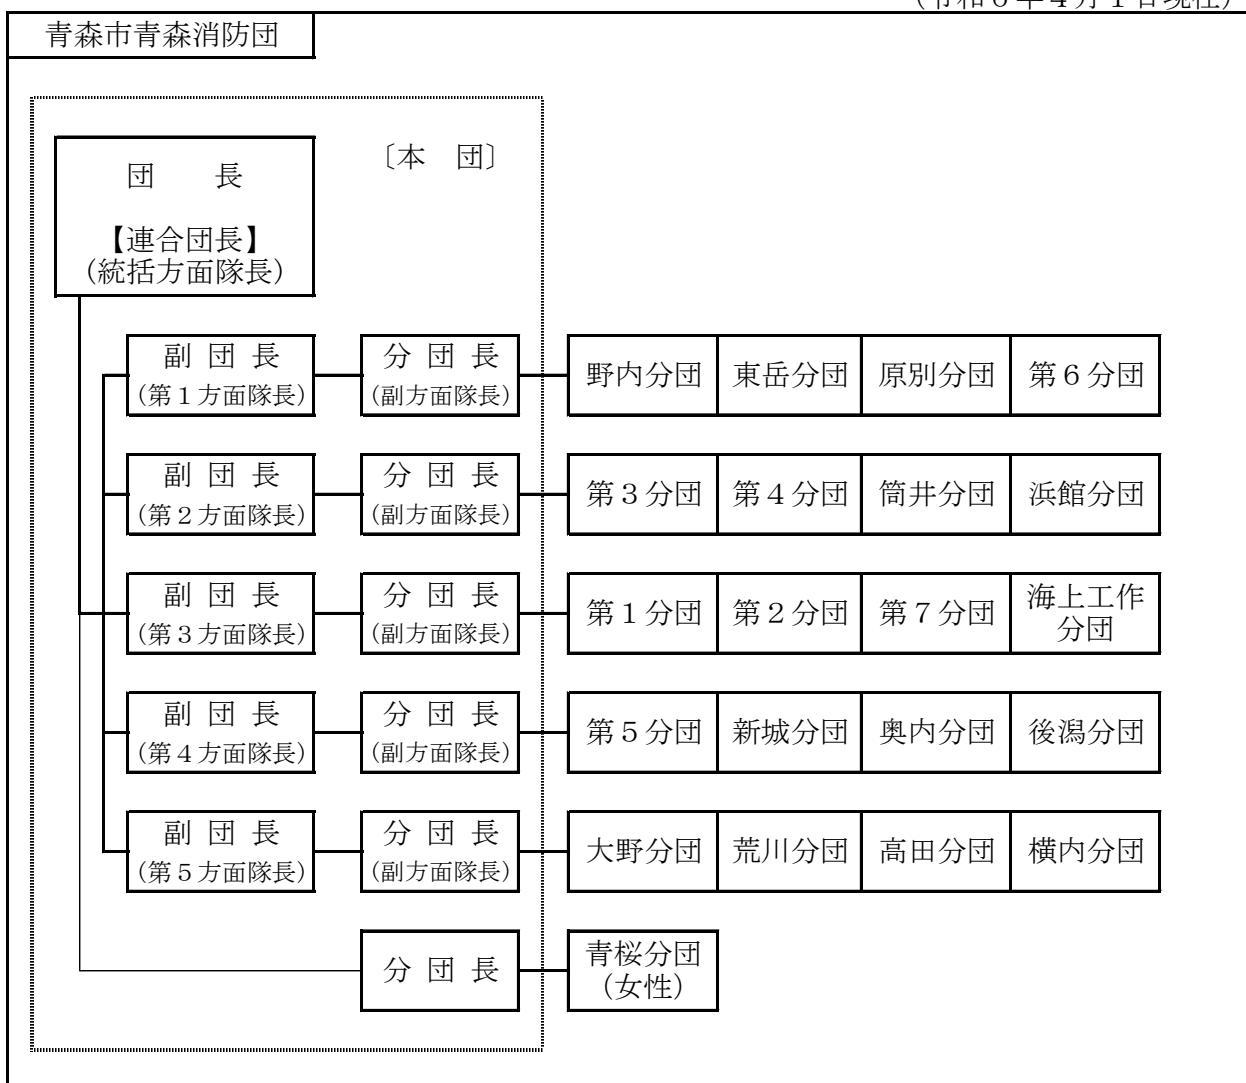 青森市青森消防団
〔本　団〕
団　　長
【連合団長】
（統括方面隊長）
副 団 長
（第１方面隊長）
分 団 長
（副方面隊長）
野内分団
東岳分団
原別分団
第６分団
副 団 長
（第２方面隊長）
分 団 長
（副方面隊長）
第３分団
第４分団
筒井分団
浜館分団
副 団 長
（第３方面隊長）
分 団 長
（副方面隊長）
第１分団
第２分団
第７分団
海上工作
分団
副 団 長
（第４方面隊長）
分 団 長
（副方面隊長）
第５分団
新城分団
奥内分団
後潟分団
副 団 長
（第５方面隊長）
分 団 長
（副方面隊長）
大野分団
荒川分団
高田分団
横内分団
分 団 長
青桜分団
（女性）